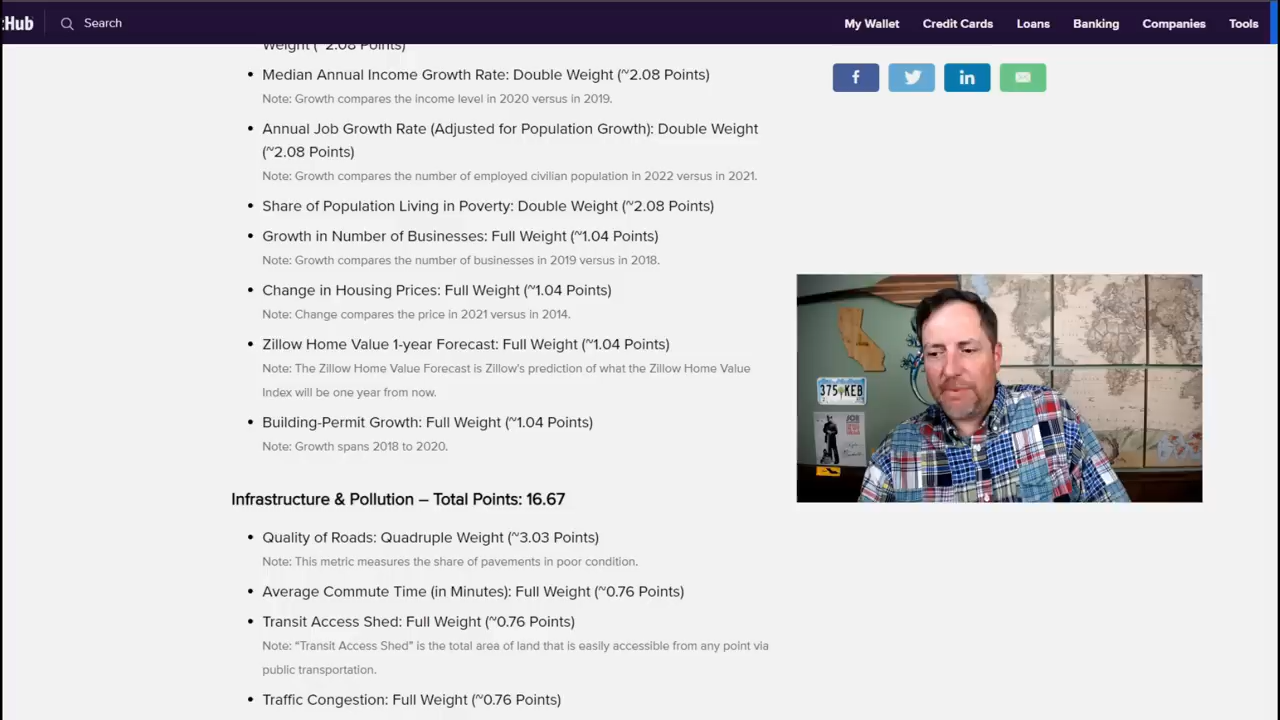 :Hub
Search
My Wallet
Credit Cards
Loans
Banking
Companies
Tools
Weight (~2.08 Points)
• Median Annual Income Growth Rate: Double Weight (~2.08 Points)
Note: Growth compares the income level in 2020 versus in 2019.
• Annual Job Growth Rate (Adjusted for Population Growth): Double Weight
(~2.08 Points)
Note: Growth compares the number of employed civilian population in 2022 versus in 2021.
• Share of Population Living in Poverty: Double Weight (~2.08 Points)
• Growth in Number of Businesses: Full Weight (~1.04 Points)
Note: Growth compares the number of businesses in 2019 versus in 2018.
• Change in Housing Prices: Full Weight (~1.04 Points)
Note: Change compares the price in 2021 versus in 2014.
• Zillow Home Value 1-year Forecast: Full Weight (~1.04 Points)
Note: The Zillow Home Value Forecast is Zillow's prediction of what the Zillow Home Value
Index will be one year from now.
• Building-Permit Growth: Full Weight (~1.04 Points)
Note: Growth spans 2018 to 2020.
Infrastructure & Pollution – Total Points: 16.67
• Quality of Roads: Quadruple Weight (~3.03 Points)
Note: This metric measures the share of pavements in poor condition.
• Average Commute Time (in Minutes): Full Weight (~0.76 Points)
• Transit Access Shed: Full Weight (~0.76 Points)
Note: “Transit Access Shed” is the total area of land that is easily accessible from any point via
public transportation.
• Traffic Congestion: Full Weight (~0.76 Points)
f
in
375 KEB
JOB